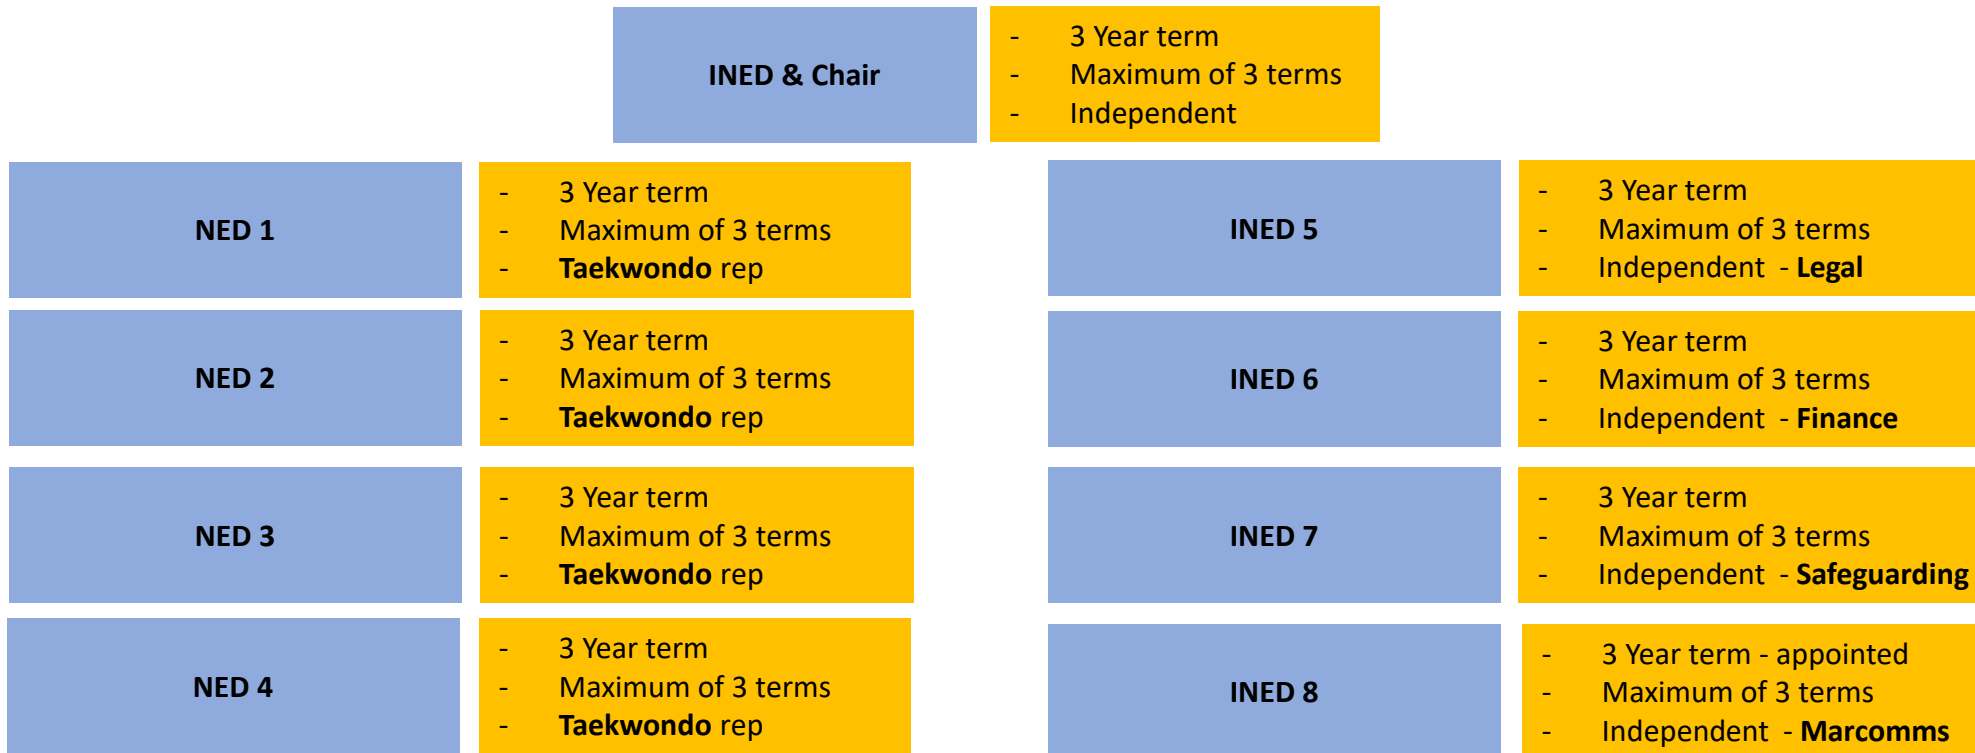 INED & Chair
- 3 Year term
- Maximum of 3 terms
- Independent
NED 1
- 3 Year term
- Maximum of 3 terms
- Taekwondo rep
INED 5
- 3 Year term
- Maximum of 3 terms
- Independent - Legal
NED 2
- 3 Year term
- Maximum of 3 terms
- Taekwondo rep
INED 6
- 3 Year term
- Maximum of 3 terms
- Independent - Finance
NED 3
- 3 Year term
- Maximum of 3 terms
- Taekwondo rep
INED 7
- 3 Year term
- Maximum of 3 terms
- Independent - Safeguarding
NED 4
- 3 Year term
- Maximum of 3 terms
- Taekwondo rep
INED 8
- 3 Year term - appointed
- Maximum of 3 terms
- Independent - Marcomms